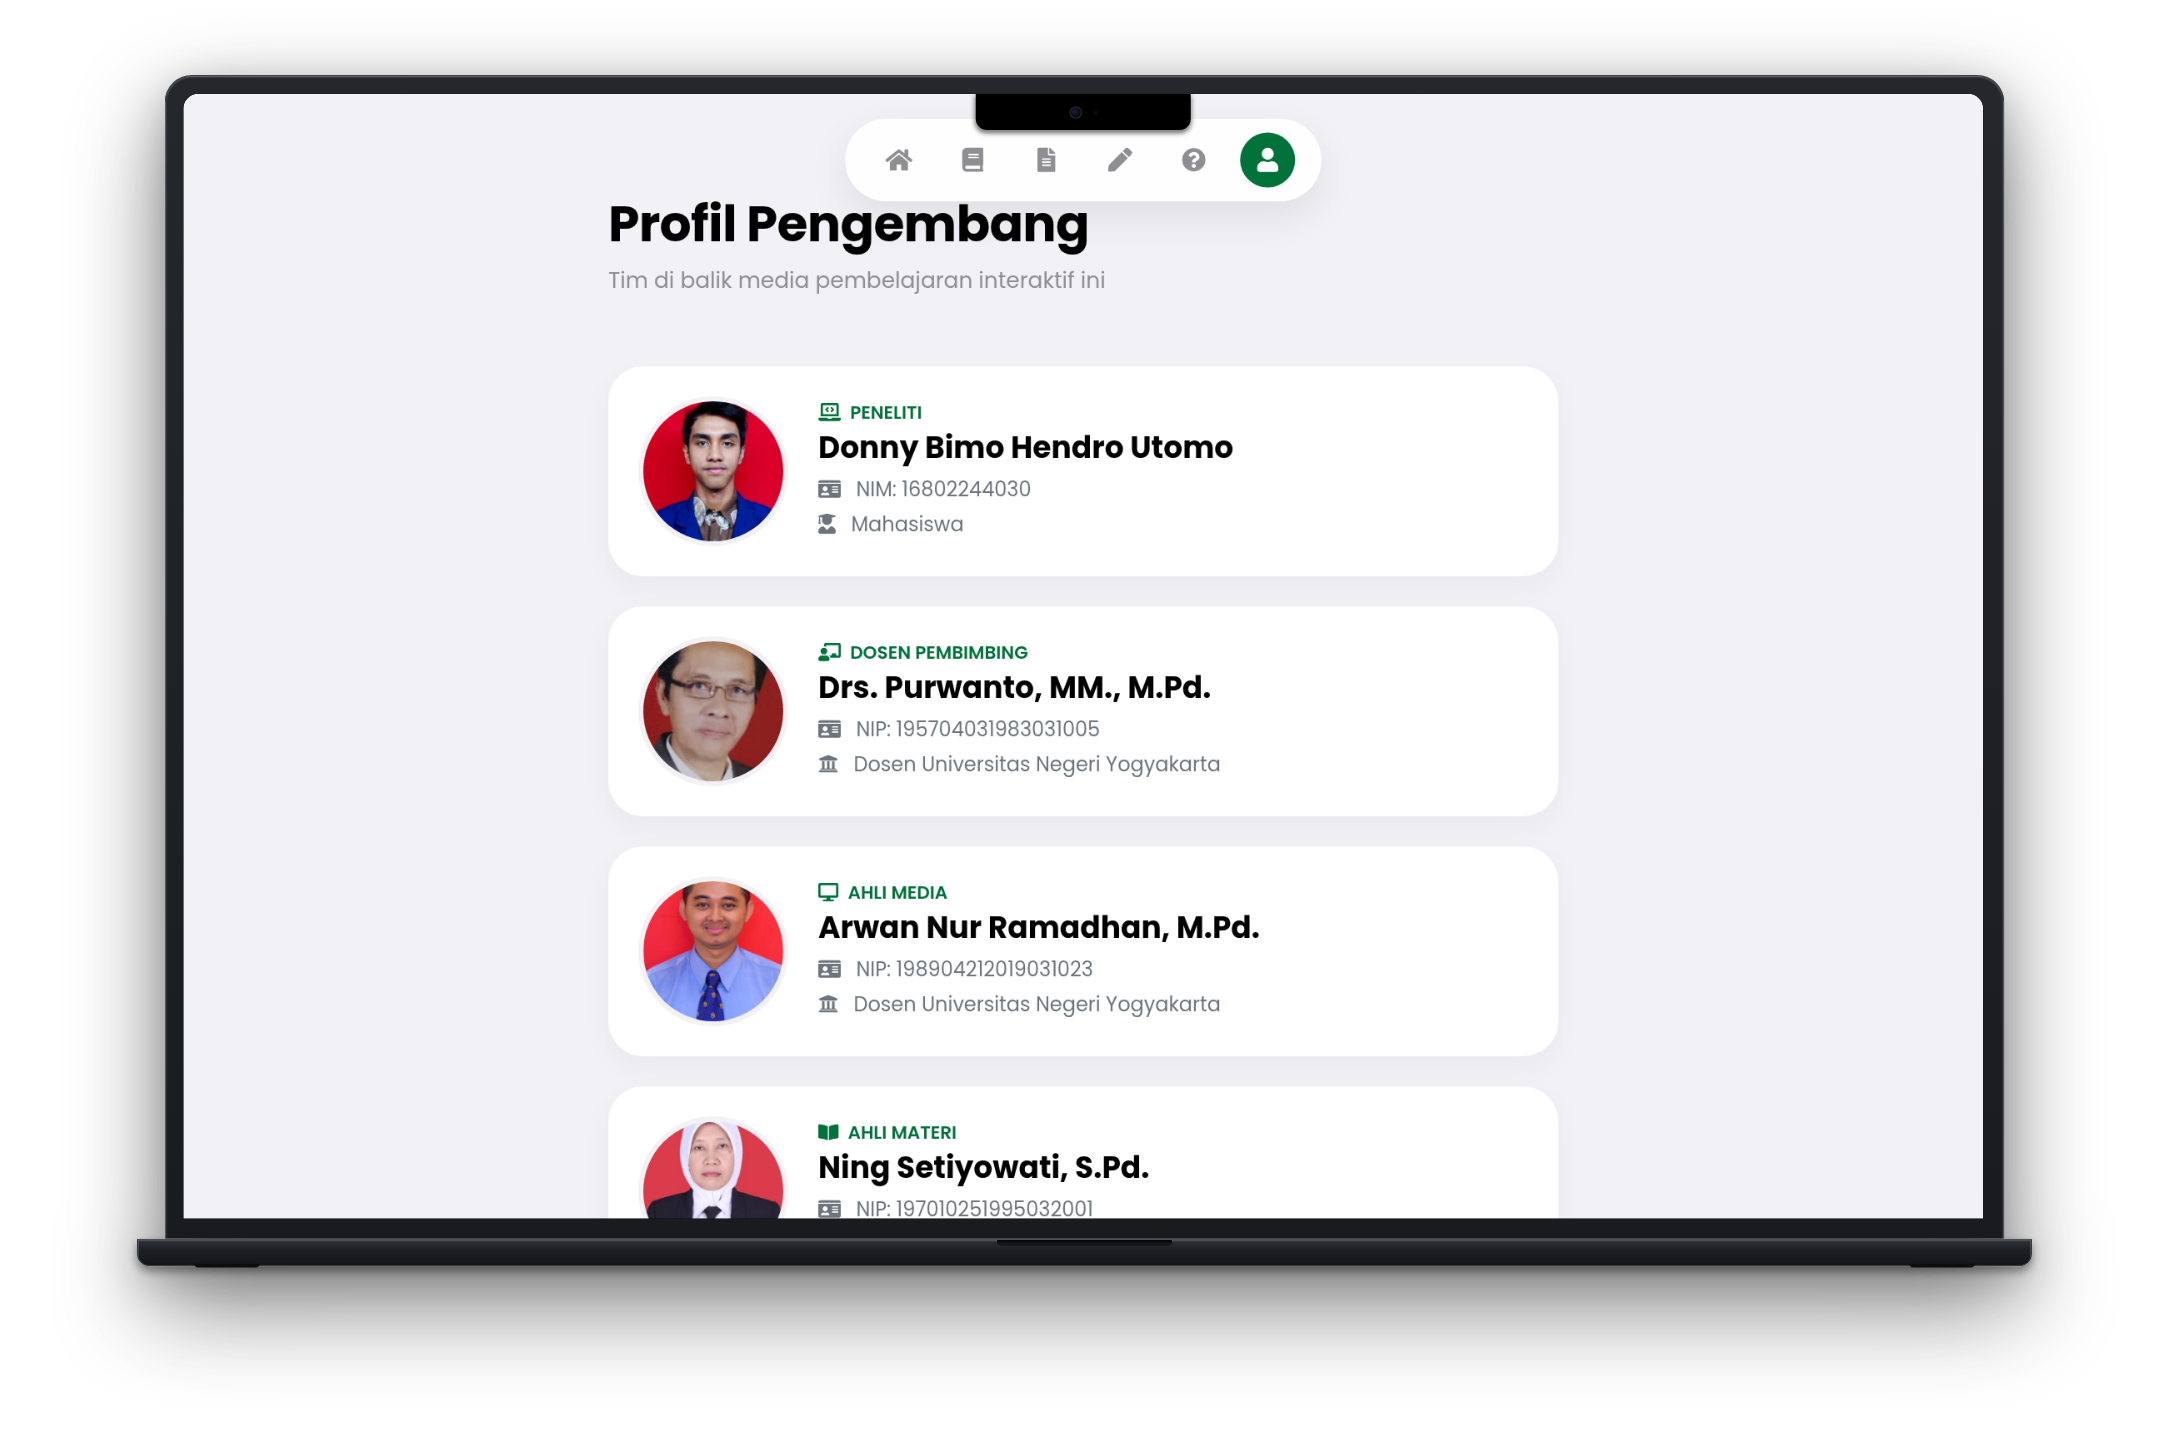 Profil Pengembang
Tim di balik media pembelajaran interaktif ini
PENELITI
Donny Bimo Hendro Utomo
NIM: 16802244030
Mahasiswa
DOSEN PEMBIMBING
Drs. Purwanto, MM., M.Pd.
NIP: 195704031983031005
Dosen Universitas Negeri Yogyakarta
AHLI MEDIA
Arwan Nur Ramadhan, M.Pd.
NIP: 198904212019031023
Dosen Universitas Negeri Yogyakarta
AHLI MATERI
Ning Setiyowati, S.Pd.
NIP: 197010251995032001